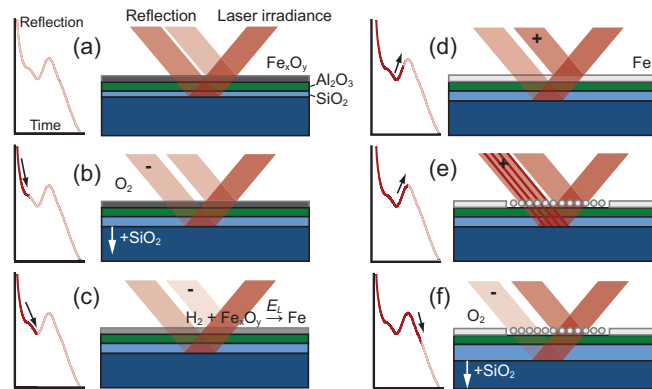 Reflection
Time
(a)
Reflection Laser irradiance
FexOy
Al2O3
SiO2
(b)
-
O2
+SiO2
(c)
-
H2 + FexOy EL→ Fe
(d)
+
Fe
(e)
+
(f)
-
O2
+SiO2